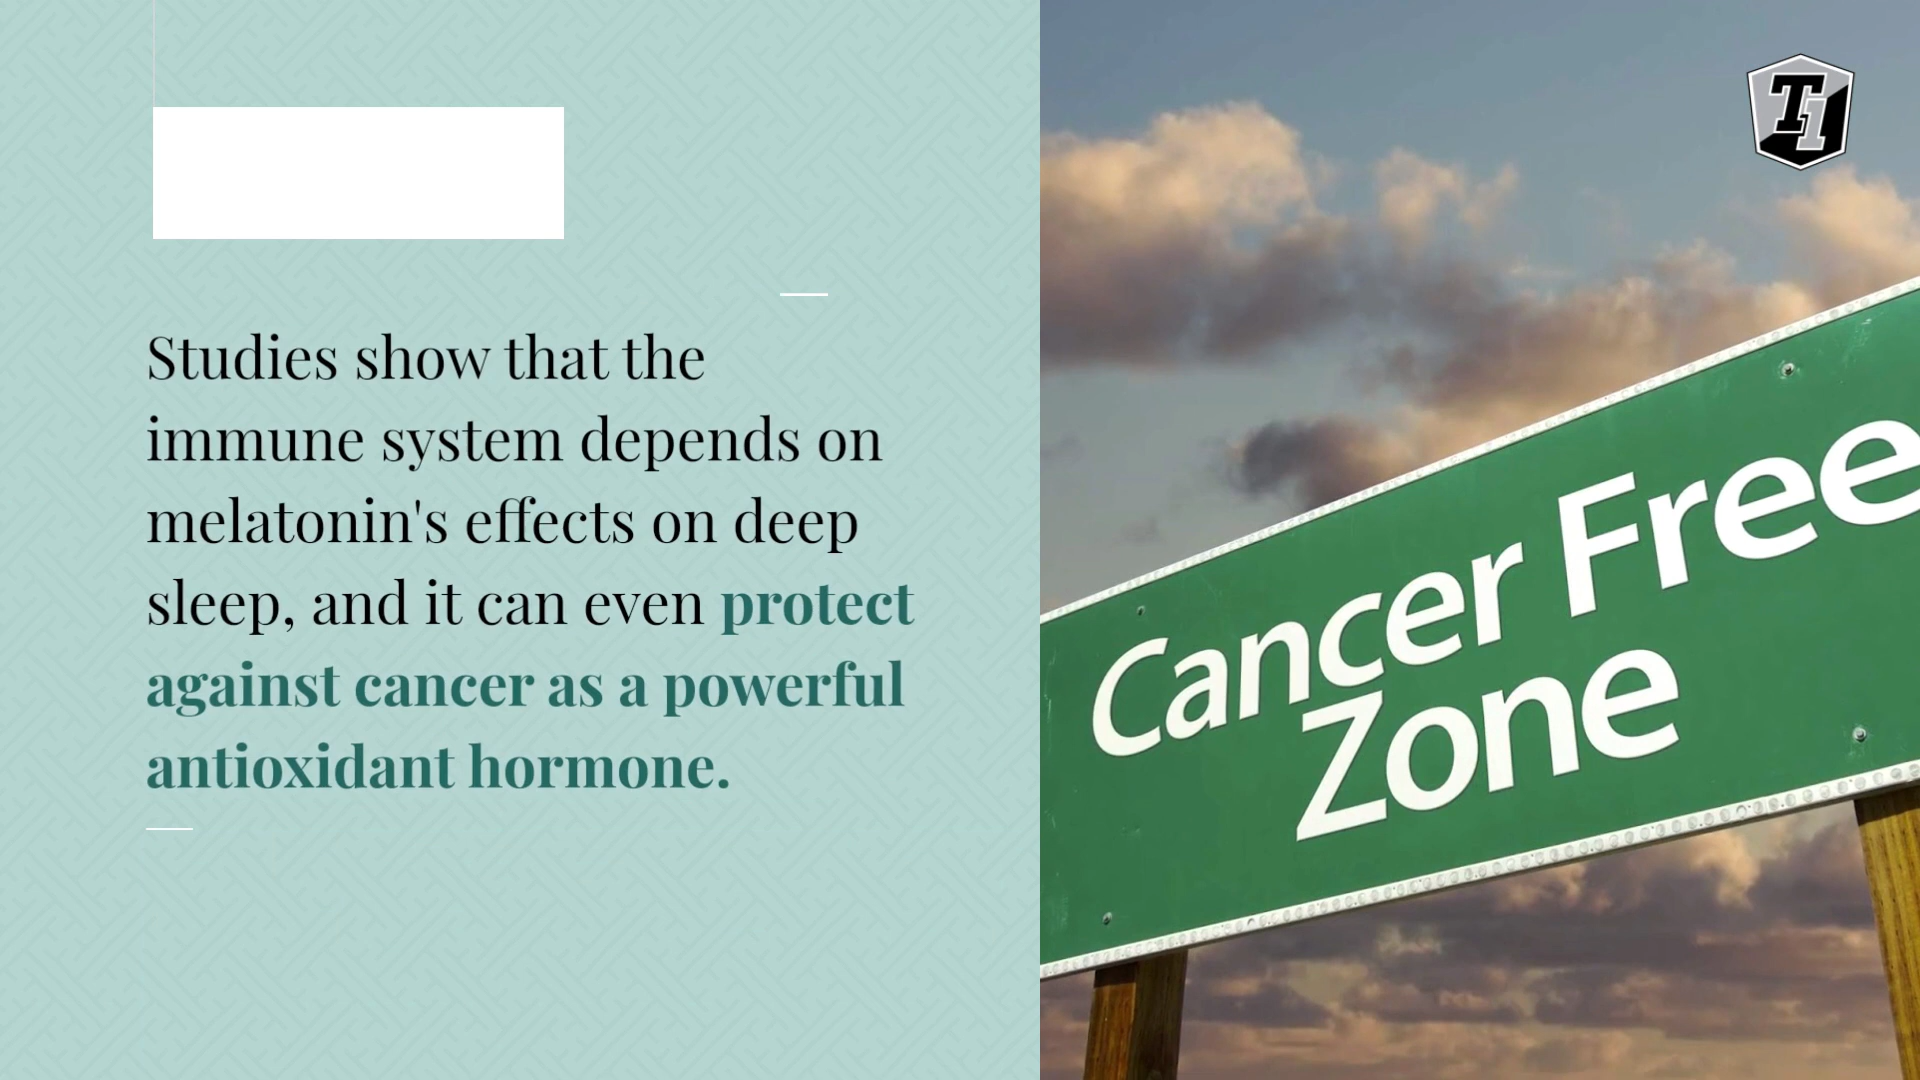 Studies show that the
immune system depends on
melatonin's effects on deep
sleep, and it can even protect
against cancer as a powerful
antioxidant hormone.
T1
Cancer Free
Zone